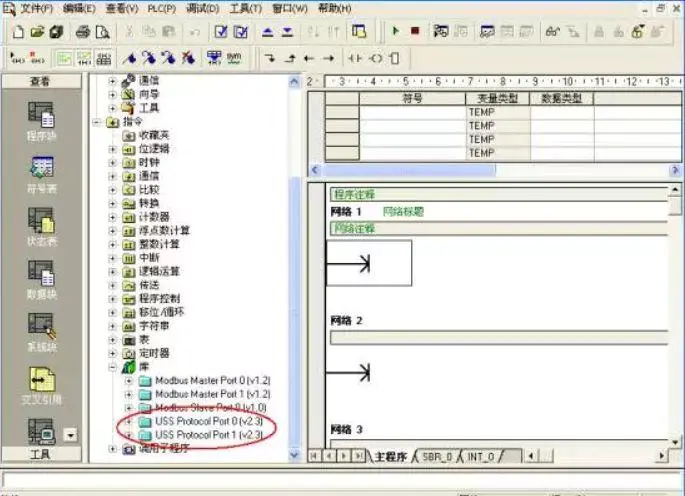 文件(F) 编辑(E) 查看(V) PLC(P) 调试(D) 工具(T) 窗口(W) 帮助(H)
查看
程序块
符号表
状态表
数据块
系统块
交叉引用
工具
通信
向导
工具
指令
收藏夹
位逻辑
时钟
通信
比较
转换
计数器
浮点数计算
整数计算
中断
逻辑运算
传送
程序控制
移位/循环
字符串
表
定时器
库
Modbus Master Port 0 (v1.2)
Modbus Master Port 1 (v1.2)
Modbus Slave Port 0 (v1.0)
USS Protocol Port 0 (v2.3)
USS Protocol Port 1 (v2.3)
调用子程序
2 · 3 · 4 · 5 · 6 · 7 · 8 · 9 · 10 · 11 · 12 · 13 ·
符号 变量类型 数据类型
TEMP
TEMP
TEMP
TEMP
程序注释
网络 1 网络标题
网络注释
网络 2
网络 3
主程序 SBR_0 INT_0